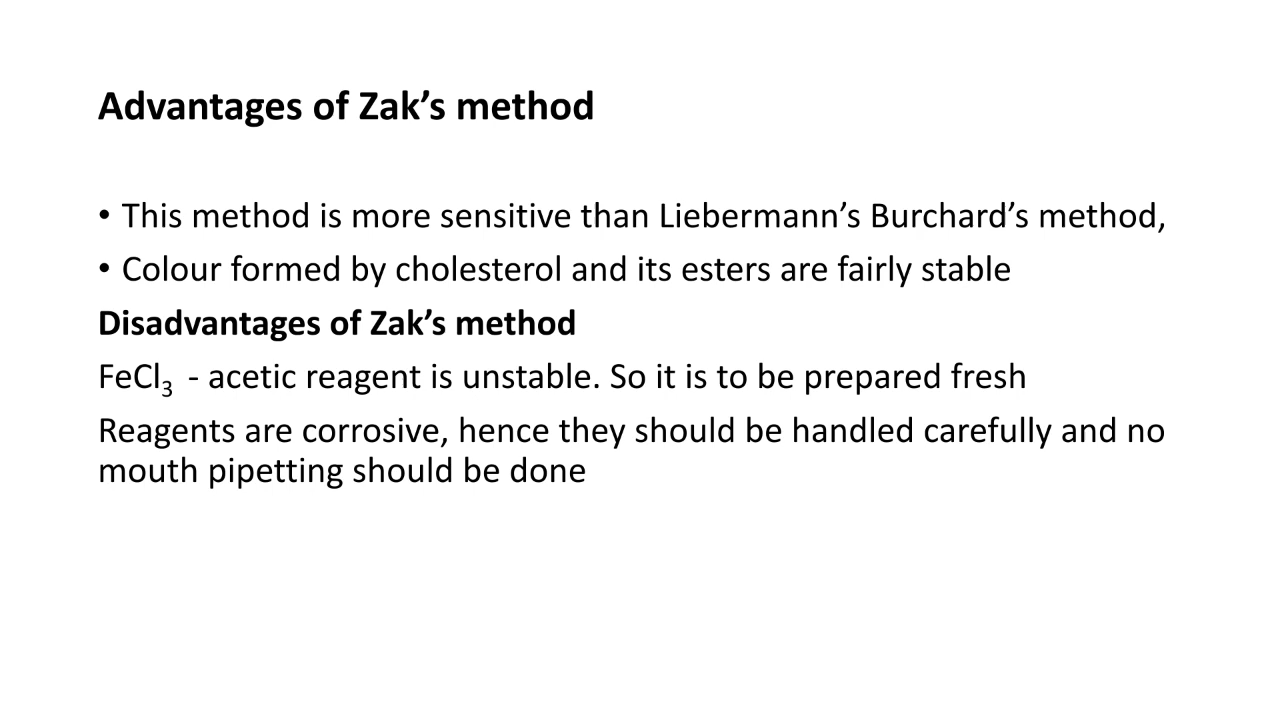 Advantages of Zak’s method
• This method is more sensitive than Liebermann’s Burchard’s method,
• Colour formed by cholesterol and its esters are fairly stable
Disadvantages of Zak’s method
FeCl₃ - acetic reagent is unstable. So it is to be prepared fresh
Reagents are corrosive, hence they should be handled carefully and no
mouth pipetting should be done